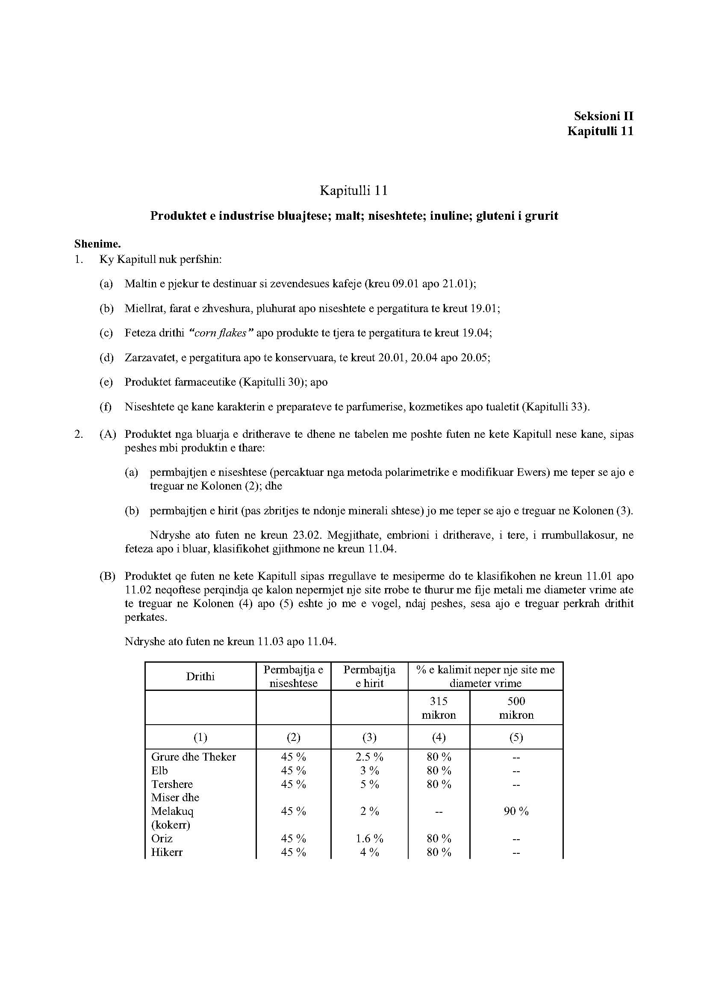 Seksioni II
Kapitulli 11
Kapitulli 11
Produktet e industrise bluajtese; malt; niseshtete; inuline; gluteni i grurit
Shenime.
1. Ky Kapitull nuk perfshin:
(a) Maltin e pjekur te destinuar si zevendesues kafeje (kreu 09.01 apo 21.01);
(b) Miellrat, farat e zhveshura, pluhurat apo niseshtete e pergatitura te kreut 19.01;
(c) Feteza drithi “corn flakes” apo produkte te tjera te pergatitura te kreut 19.04;
(d) Zarzavatet, e pergatitura apo te konservuara, te kreut 20.01, 20.04 apo 20.05;
(e) Produktet farmaceutike (Kapitulli 30); apo
(f) Niseshtete qe kane karakterin e preparateve te parfumerise, kozmetikes apo tualetit (Kapitulli 33).
2. (A) Produktet nga bluarja e dritherave te dhene ne tabelen me poshte futen ne kete Kapitull nese kane, sipas
peshes mbi produktin e thare:
(a) permbajtjen e niseshtese (percaktuar nga metoda polarimetrike e modifikuar Ewers) me teper se ajo e
treguar ne Kolonen (2); dhe
(b) permbajtjen e hirit (pas zbritjes te ndonje minerali shtese) jo me teper se ajo e treguar ne Kolonen (3).
Ndryshe ato futen ne kreun 23.02. Megjithate, embrioni i dritherave, i tere, i rrumbullakosur, ne
feteza apo i bluar, klasifikohet gjithmone ne kreun 11.04.
(B) Produktet qe futen ne kete Kapitull sipas rregullave te mesiperme do te klasifikohen ne kreun 11.01 apo
11.02 neqoftese perqindja qe kalon nepermjet nje site rrobe te thurur me fije metali me diameter vrime ate
te treguar ne Kolonen (4) apo (5) eshte jo me e vogel, ndaj peshes, sesa ajo e treguar perkrah drithit
perkates.
Ndryshe ato futen ne kreun 11.03 apo 11.04.
Drithi Permbajtja e niseshtese Permbajtja e hirit % e kalimit neper nje site me diameter vrime
315 mikron 500 mikron
(1) (2) (3) (4) (5)
Grure dhe Theker 45 % 2.5 % 80 % --
Elb 45 % 3 % 80 % --
Tershere 45 % 5 % 80 % --
Miser dhe
Melakuq 45 % 2 % -- 90 %
(kokerr)
Oriz 45 % 1.6 % 80 % --
Hikerr 45 % 4 % 80 % --